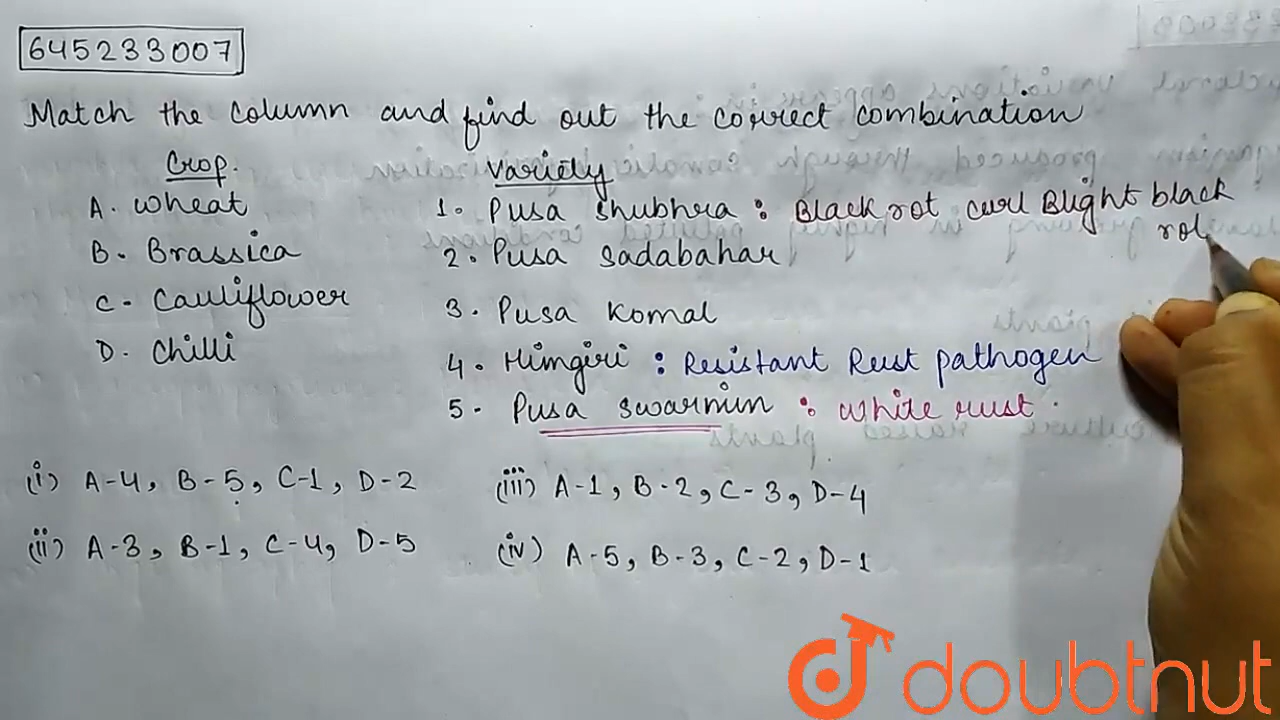 645233007
Match the column and find out the correct combination
Crop. Variety
A. Wheat 1. Pusa Shubhra : Black rot curl Blight black rot
B. Brassica 2. Pusa Sadabahar
C- Cauliflower 3. Pusa Komal
D. Chilli 4. Himgiri : Resistant Rust pathogen
5. Pusa Swarnim : White rust
(i) A-4, B-5, C-1, D-2 (iii) A-1, B-2, C-3, D-4
(ii) A-3, B-1, C-4, D-5 (iv) A-5, B-3, C-2, D-1
doubtnut